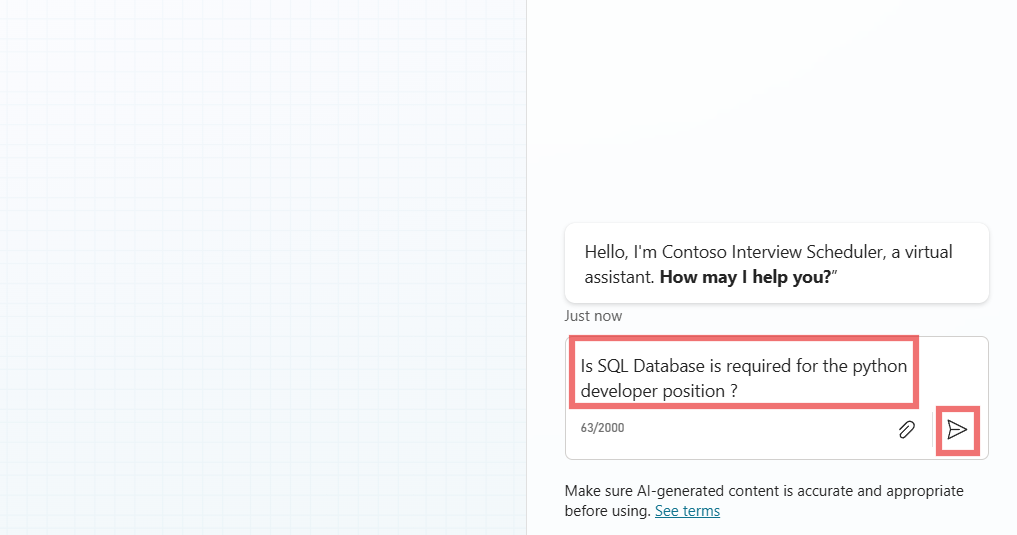 Hello, I'm Contoso Interview Scheduler, a virtual
assistant. How may I help you?”
Just now
Is SQL Database is required for the python
developer position ?
63/2000
Make sure AI-generated content is accurate and appropriate
before using. See terms